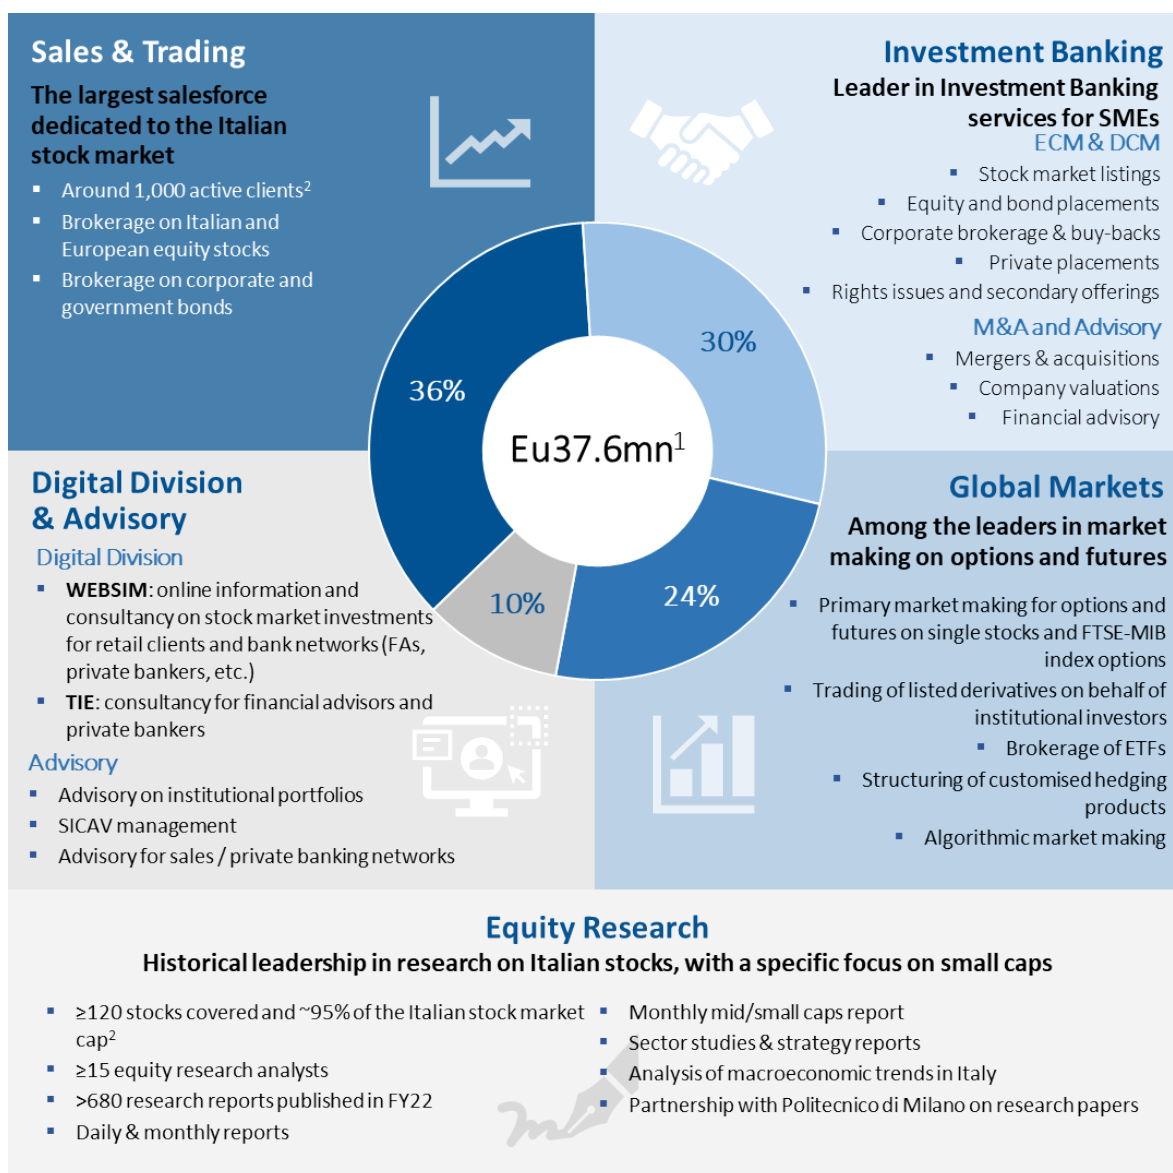 Sales & Trading
The largest salesforce
dedicated to the Italian
stock market
▪ Around 1,000 active clients²
▪ Brokerage on Italian and
European equity stocks
▪ Brokerage on corporate and
government bonds
Investment Banking
Leader in Investment Banking
services for SMEs
ECM & DCM
▪ Stock market listings
▪ Equity and bond placements
▪ Corporate brokerage & buy-backs
▪ Private placements
▪ Rights issues and secondary offerings
M&A and Advisory
▪ Mergers & acquisitions
▪ Company valuations
▪ Financial advisory
36%
30%
Eu37.6mn¹
10%
24%
Digital Division
& Advisory
Digital Division
▪ WEBSIM: online information and
consultancy on stock market investments
for retail clients and bank networks (FAs,
private bankers, etc.)
▪ TIE: consultancy for financial advisors and
private bankers
Advisory
▪ Advisory on institutional portfolios
▪ SICAV management
▪ Advisory for sales / private banking networks
Global Markets
Among the leaders in market
making on options and futures
▪ Primary market making for options and
futures on single stocks and FTSE-MIB
index options
▪ Trading of listed derivatives on behalf of
institutional investors
▪ Brokerage of ETFs
▪ Structuring of customised hedging
products
▪ Algorithmic market making
Equity Research
Historical leadership in research on Italian stocks, with a specific focus on small caps
▪ ≥120 stocks covered and ~95% of the Italian stock market
cap²
▪ ≥15 equity research analysts
▪ >680 research reports published in FY22
▪ Daily & monthly reports
▪ Monthly mid/small caps report
▪ Sector studies & strategy reports
▪ Analysis of macroeconomic trends in Italy
▪ Partnership with Politecnico di Milano on research papers